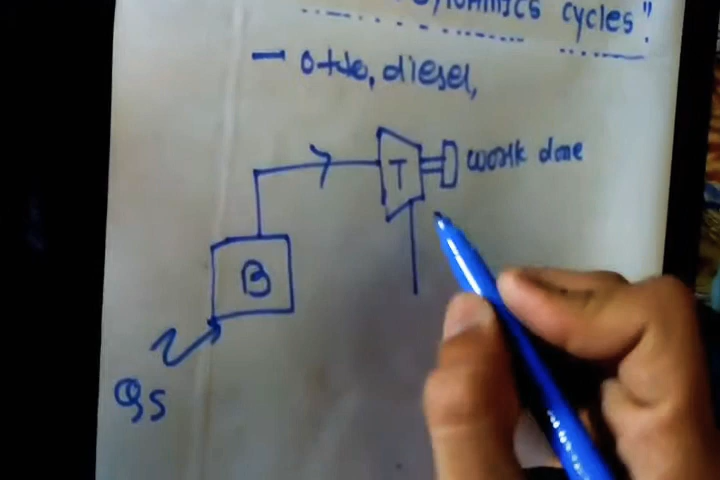 cycles"
- otto, diesel,
T
work done
B
Qs